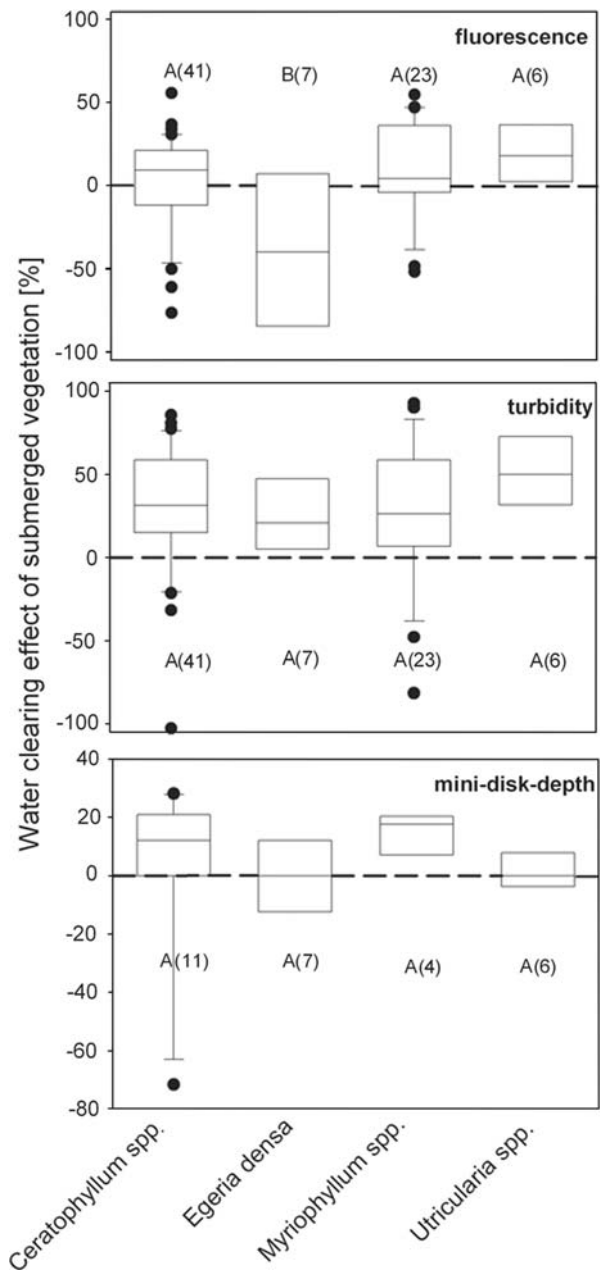 Water clearing effect of submerged vegetation [%]
100
50
0
-50
-100
fluorescence
A(41) B(7) A(23) A(6)
100
50
0
-50
-100
turbidity
A(41) A(7) A(23) A(6)
40
20
0
-20
-40
-60
-80
mini-disk-depth
A(11) A(7) A(4) A(6)
Ceratophyllum spp.
Egeria densa
Myriophyllum spp.
Utricularia spp.